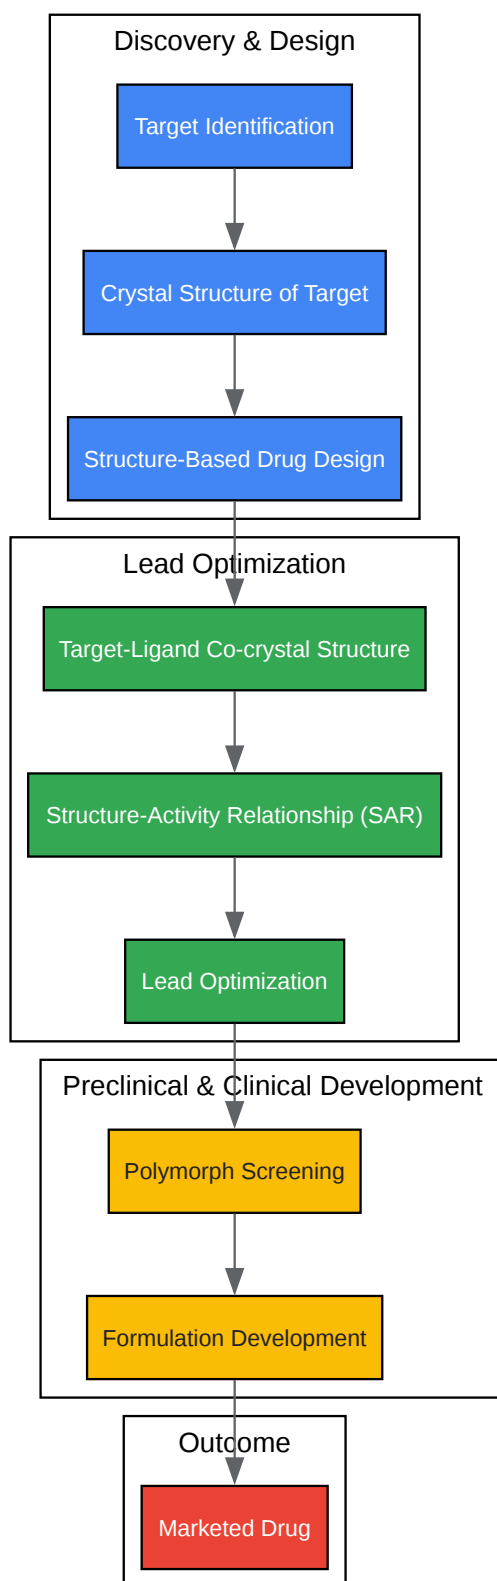 Discovery & Design
Target Identification
Crystal Structure of Target
Structure-Based Drug Design
Lead Optimization
Target-Ligand Co-crystal Structure
Structure-Activity Relationship (SAR)
Lead Optimization
Preclinical & Clinical Development
Polymorph Screening
Formulation Development
Outcome
Marketed Drug